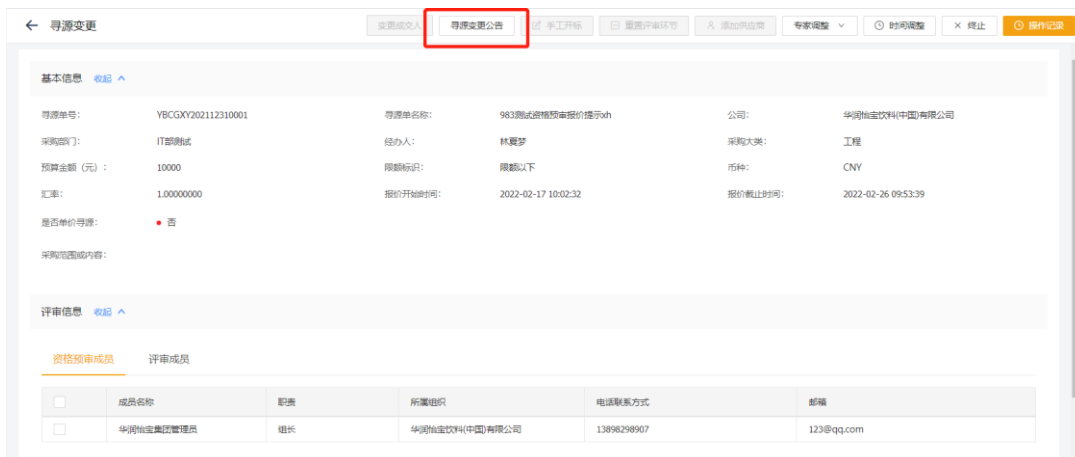 寻源变更 变更成交人 寻源变更公告 手工开标 重置评审环节 添加供应商 专家调整 时间调整 终止 操作记录
基本信息 收起
寻源单号: YBCGXY202112310001 寻源单名称: 983测试资格预审报价提示xh 公司: 华润怡宝饮料(中国)有限公司
采购部门: IT部测试 经办人: 林夏梦 采购大类: 工程
预算金额（元）: 10000 限额标识: 限额以下 币种: CNY
汇率: 1.00000000 报价开始时间: 2022-02-17 10:02:32 报价截止时间: 2022-02-26 09:53:39
是否单价寻源: 否
采购范围或内容:
评审信息 收起
资格预审成员 评审成员
成员名称 职责 所属组织 电话联系方式 邮箱
华润怡宝集团管理员 组长 华润怡宝饮料(中国)有限公司 13898298907 123@qq.com